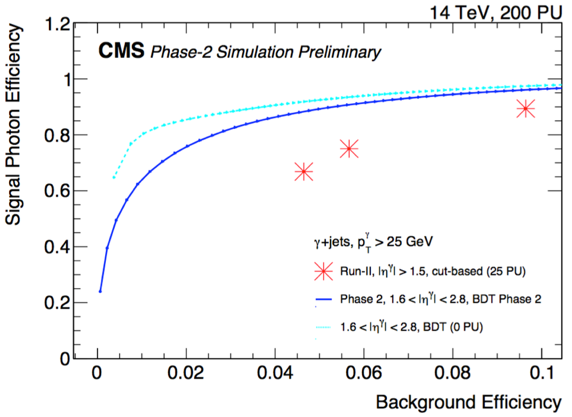 14 TeV, 200 PU
CMS Phase-2 Simulation Preliminary
Signal Photon Efficiency
1.2
1
0.8
0.6
0.4
0.2
0
γ+jets, p_T^γ > 25 GeV
Run-II, |η^γ| > 1.5, cut-based (25 PU)
Phase 2, 1.6 < |η^γ| < 2.8, BDT Phase 2
1.6 < |η^γ| < 2.8, BDT (0 PU)
0 0.02 0.04 0.06 0.08 0.1
Background Efficiency